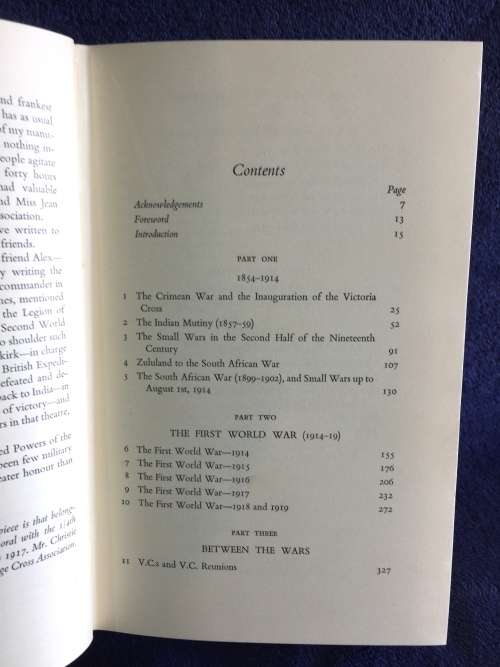 nd frankest
has as usual
of my manu-
nothing in-
eople agitate
forty hours
had valuable
nd Miss Jean
sociation.
ve written to
friends.
friend Alex—
y writing the
commander in
nes, mentioned
the Legion of
Second World
o shoulder such
kirk—in charge
British Expedi-
efeated and de-
back to India—in
of victory—and
rs in that theatre,
ed Powers of the
been few military
eater honour than
piece is that belong-
oral with the 1/4th
1917. Mr. Christie
ge Cross Association.
Contents
Page
Acknowledgements 7
Foreword 13
Introduction 15
PART ONE
1854–1914
1 The Crimean War and the Inauguration of the Victoria
Cross 25
2 The Indian Mutiny (1857–59) 52
3 The Small Wars in the Second Half of the Nineteenth
Century 91
4 Zululand to the South African War 107
5 The South African War (1899–1902), and Small Wars up to
August 1st, 1914 130
PART TWO
THE FIRST WORLD WAR (1914–19)
6 The First World War—1914 155
7 The First World War—1915 176
8 The First World War—1916 206
9 The First World War—1917 232
10 The First World War—1918 and 1919 272
PART THREE
BETWEEN THE WARS
11 V.C.s and V.C. Reunions 327